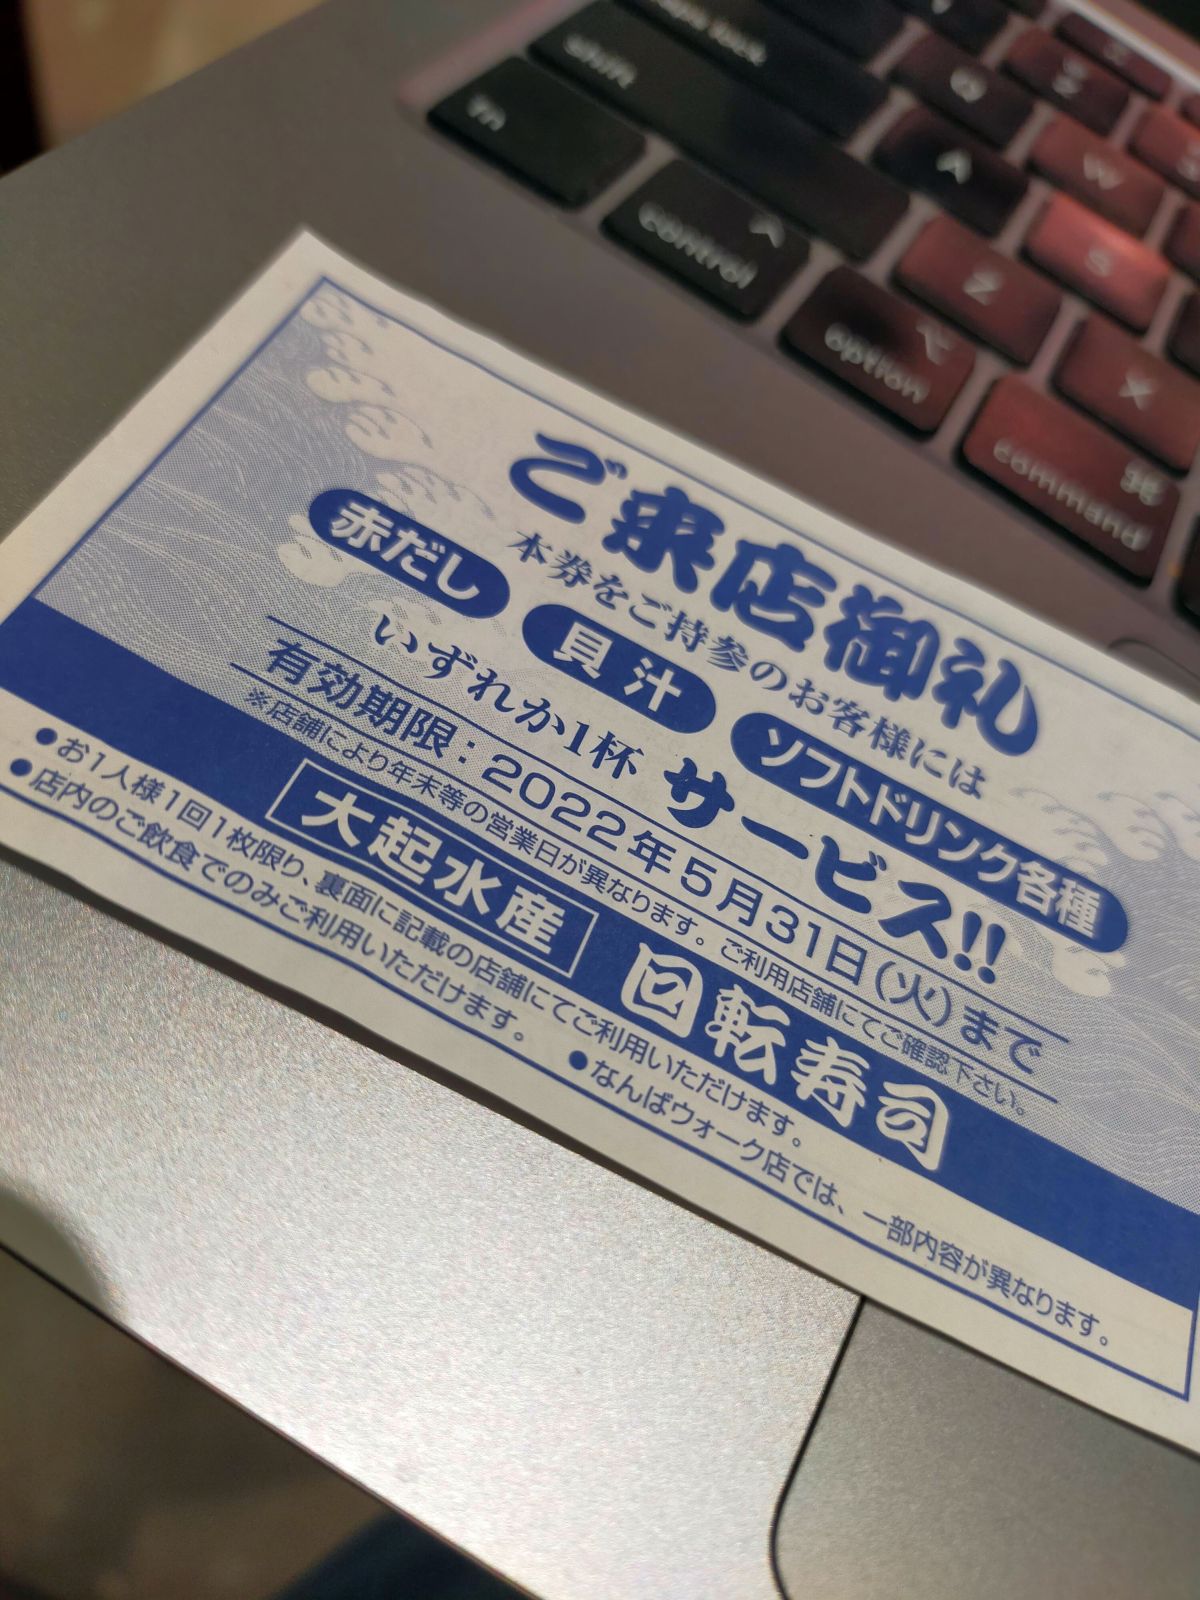 caps lock
shift
fn
control
option
command
Q
A
W
Z
S
X
ご来店御礼
本券をご持参のお客様には
赤だし 貝汁 ソフトドリンク各種
いずれか1杯 サービス!!
有効期限：2022年5月31日(火)まで
※店舗により年末等の営業日が異なります。ご利用店舗にてご確認下さい。
大起水産 回転寿司
●お1人様1回1枚限り、裏面に記載の店舗にてご利用いただけます。
●店内のご飲食でのみご利用いただけます。 ●なんばウォーク店では、一部内容が異なります。